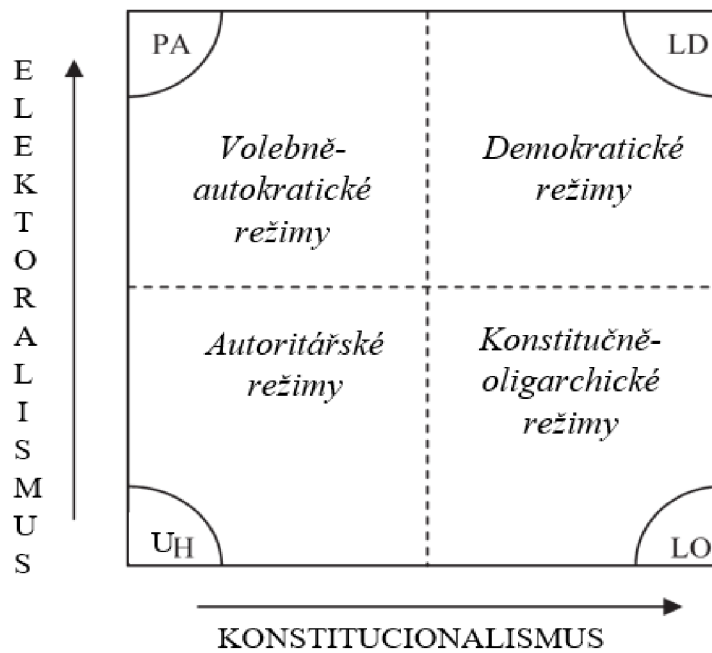 PA
LD
ELEKTORALISMUS
Volebně-
autokratické
režimy
Demokratické
režimy
Autoritářské
režimy
Konstitučně-
oligarchické
režimy
UH
LO
KONSTITUCIONALISMUS